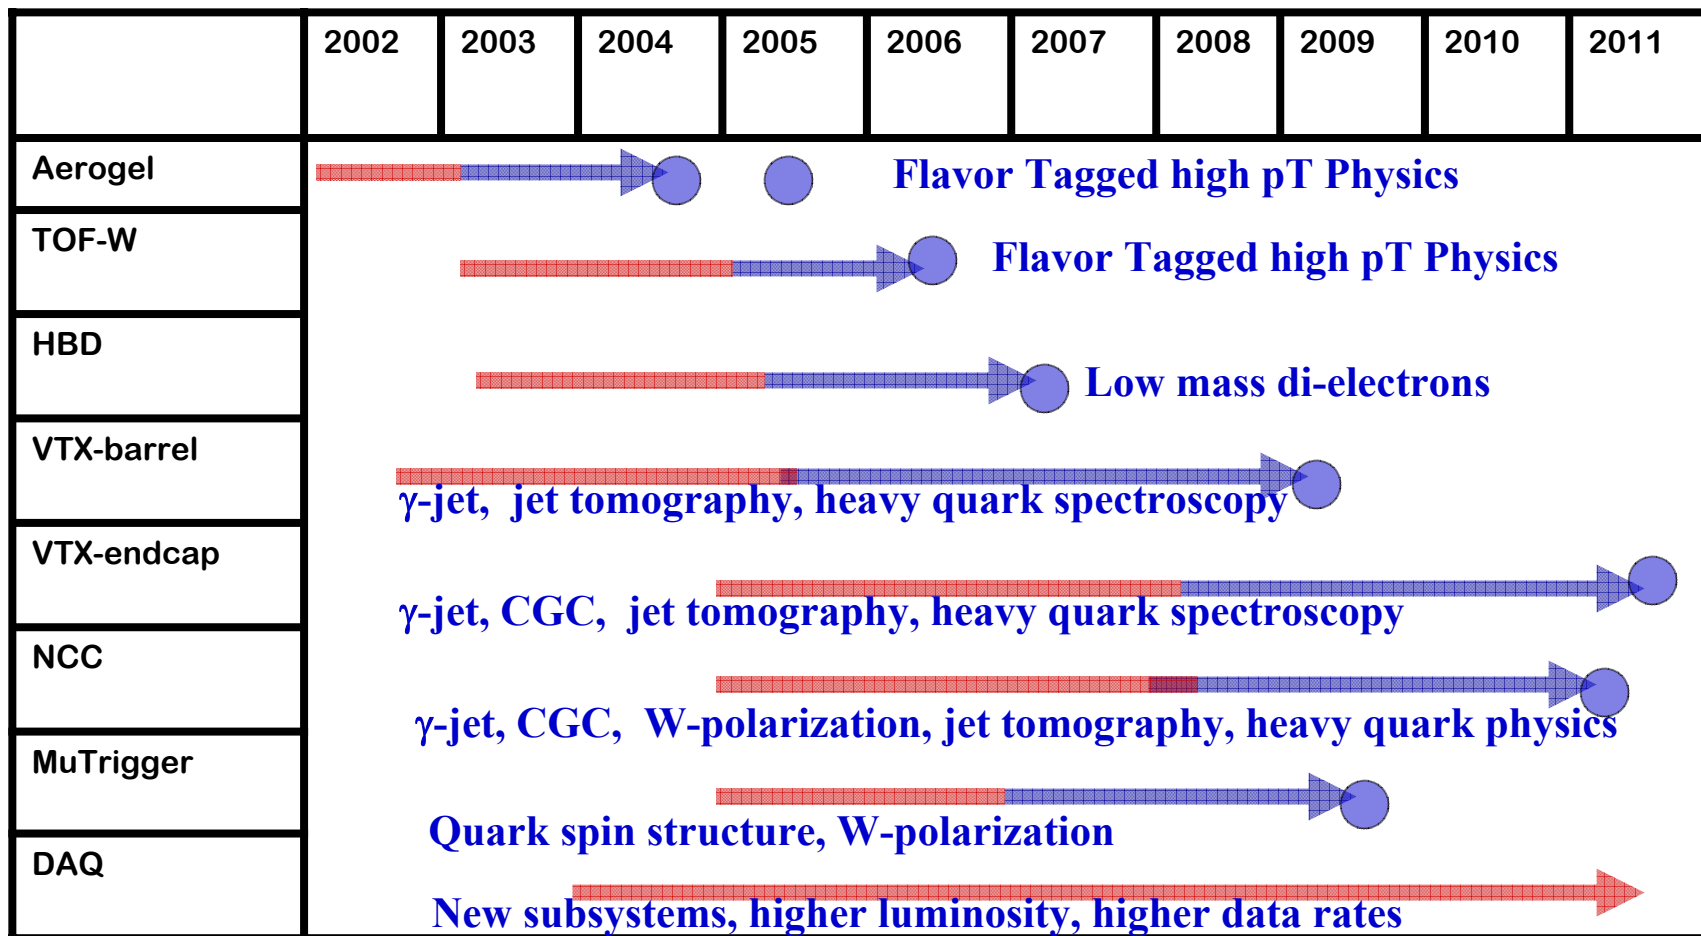 2002 2003 2004 2005 2006 2007 2008 2009 2010 2011
Aerogel Flavor Tagged high pT Physics
TOF-W Flavor Tagged high pT Physics
HBD Low mass di-electrons
VTX-barrel
γ-jet, jet tomography, heavy quark spectroscopy
VTX-endcap
γ-jet, CGC, jet tomography, heavy quark spectroscopy
NCC
γ-jet, CGC, W-polarization, jet tomography, heavy quark physics
MuTrigger
Quark spin structure, W-polarization
DAQ
New subsystems, higher luminosity, higher data rates